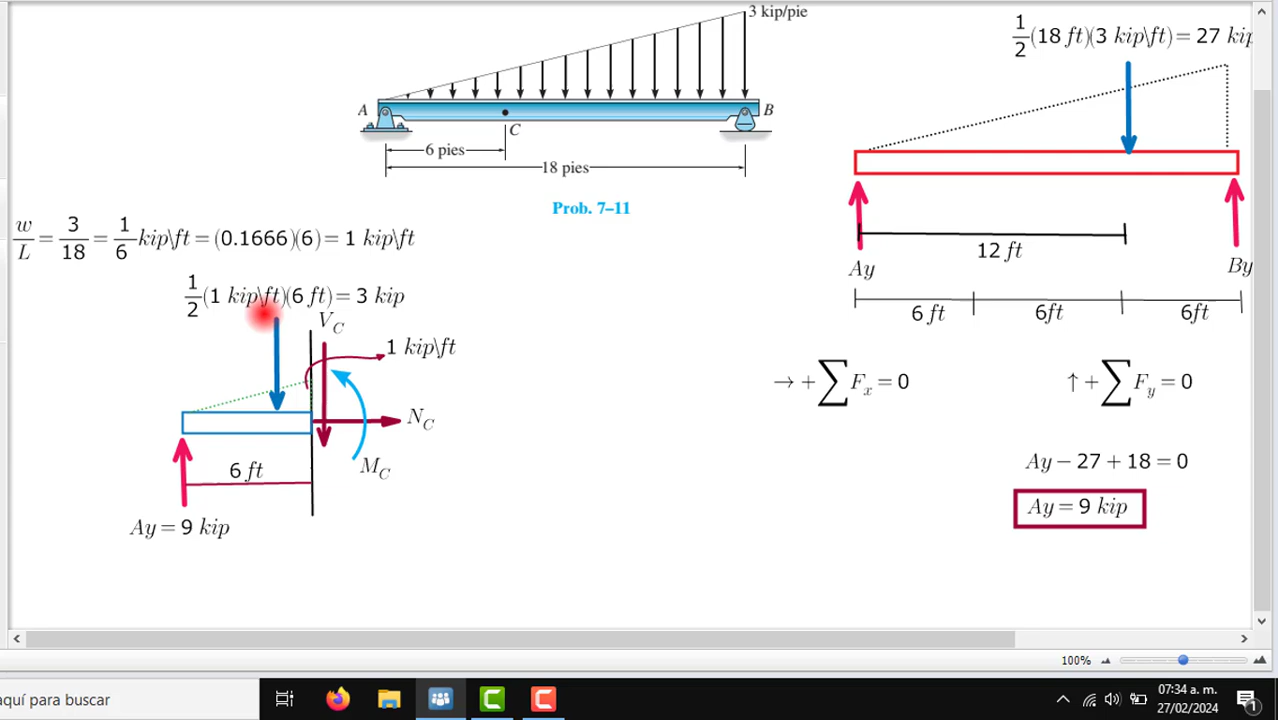 3 kip/pie
A
B
C
6 pies
18 pies
Prob. 7–11
w/L = 3/18 = 1/6 kip\ft = (0.1666)(6) = 1 kip\ft
1/2 (1 kip\ft)(6 ft) = 3 kip
V_C
1 kip\ft
N_C
M_C
6 ft
Ay = 9 kip
1/2 (18 ft)(3 kip\ft) = 27 kip
12 ft
Ay
By
6 ft
6ft
6ft
→ + ∑ F_x = 0
↑ + ∑ F_y = 0
Ay − 27 + 18 = 0
Ay = 9 kip
100%
aquí para buscar
07:34 a. m.
27/02/2024
1